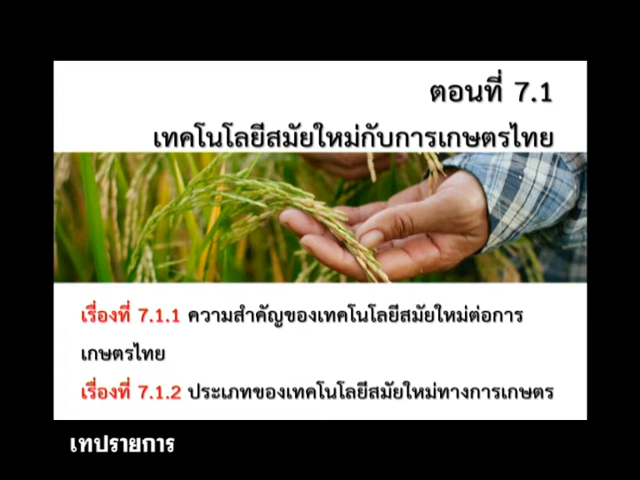 ตอนที่ 7.1
เทคโนโลยีสมัยใหม่กับการเกษตรไทย
เรื่องที่ 7.1.1 ความสำคัญของเทคโนโลยีสมัยใหม่ต่อการ
เกษตรไทย
เรื่องที่ 7.1.2 ประเภทของเทคโนโลยีสมัยใหม่ทางการเกษตร
เทปรายการ